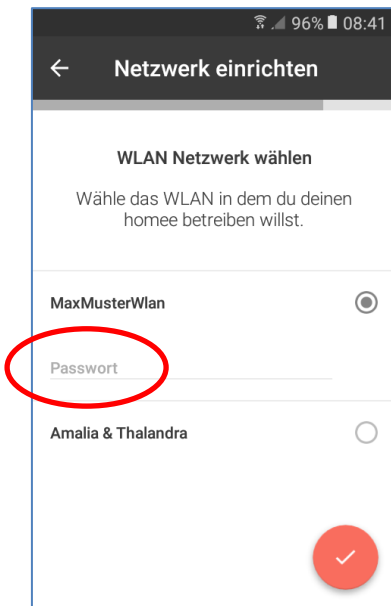 96% 08:41
Netzwerk einrichten
WLAN Netzwerk wählen
Wähle das WLAN in dem du deinen
homee betreiben willst.
MaxMusterWlan
Passwort
Amalia & Thalandra